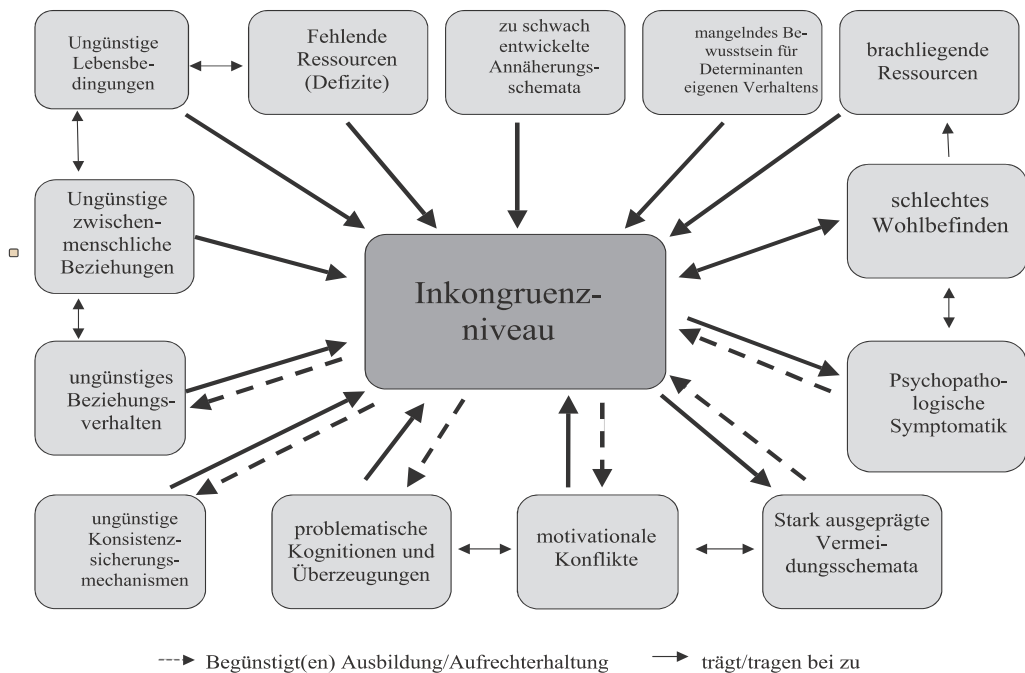 Ungünstige
Lebensbe-
dingungen
Fehlende
Ressourcen
(Defizite)
zu schwach
entwickelte
Annäherungs-
schemata
mangelndes Be-
wusstsein für
Determinanten
eigenen Verhaltens
brachliegende
Ressourcen
Ungünstige
zwischen-
menschliche
Beziehungen
schlechtes
Wohlbefinden
Inkongruenz-
niveau
ungünstiges
Beziehungs-
verhalten
Psychopatho-
logische
Symptomatik
ungünstige
Konsistenz-
sicherungs-
mechanismen
problematische
Kognitionen und
Überzeugungen
motivationale
Konflikte
Stark ausgeprägte
Vermei-
dungsschemata
Begünstigt(en) Ausbildung/Aufrechterhaltung
trägt/tragen bei zu